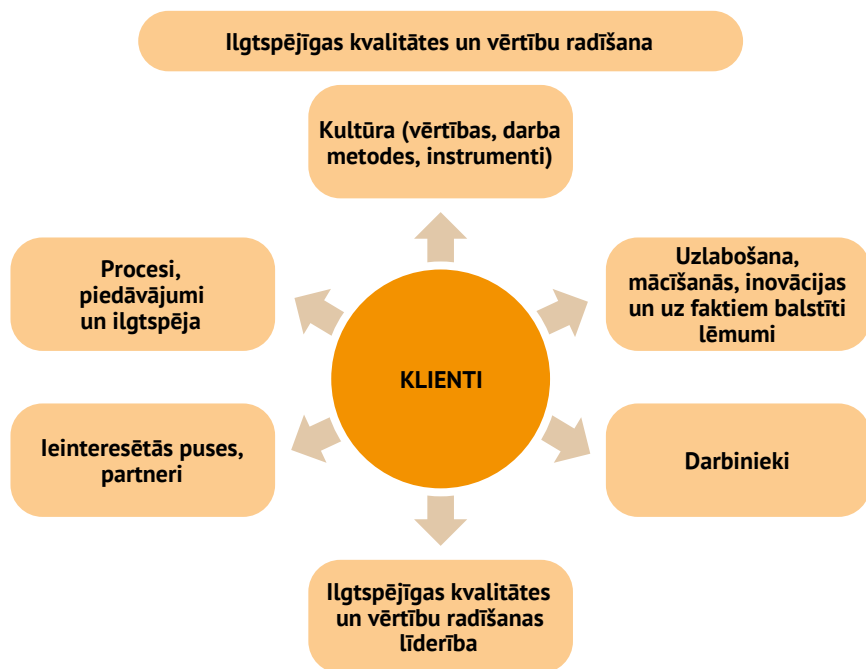 Ilgtspējīgas kvalitātes un vērtību radīšana
Kultūra (vērtības, darba
metodes, instrumenti)
Procesi,
piedāvājumi
un ilgtspēja
Uzlabošana,
mācīšanās, inovācijas
un uz faktiem balstīti
lēmumi
KLIENTI
Ieinteresētās puses,
partneri
Darbinieki
Ilgtspējīgas kvalitātes
un vērtību radīšanas
līderība